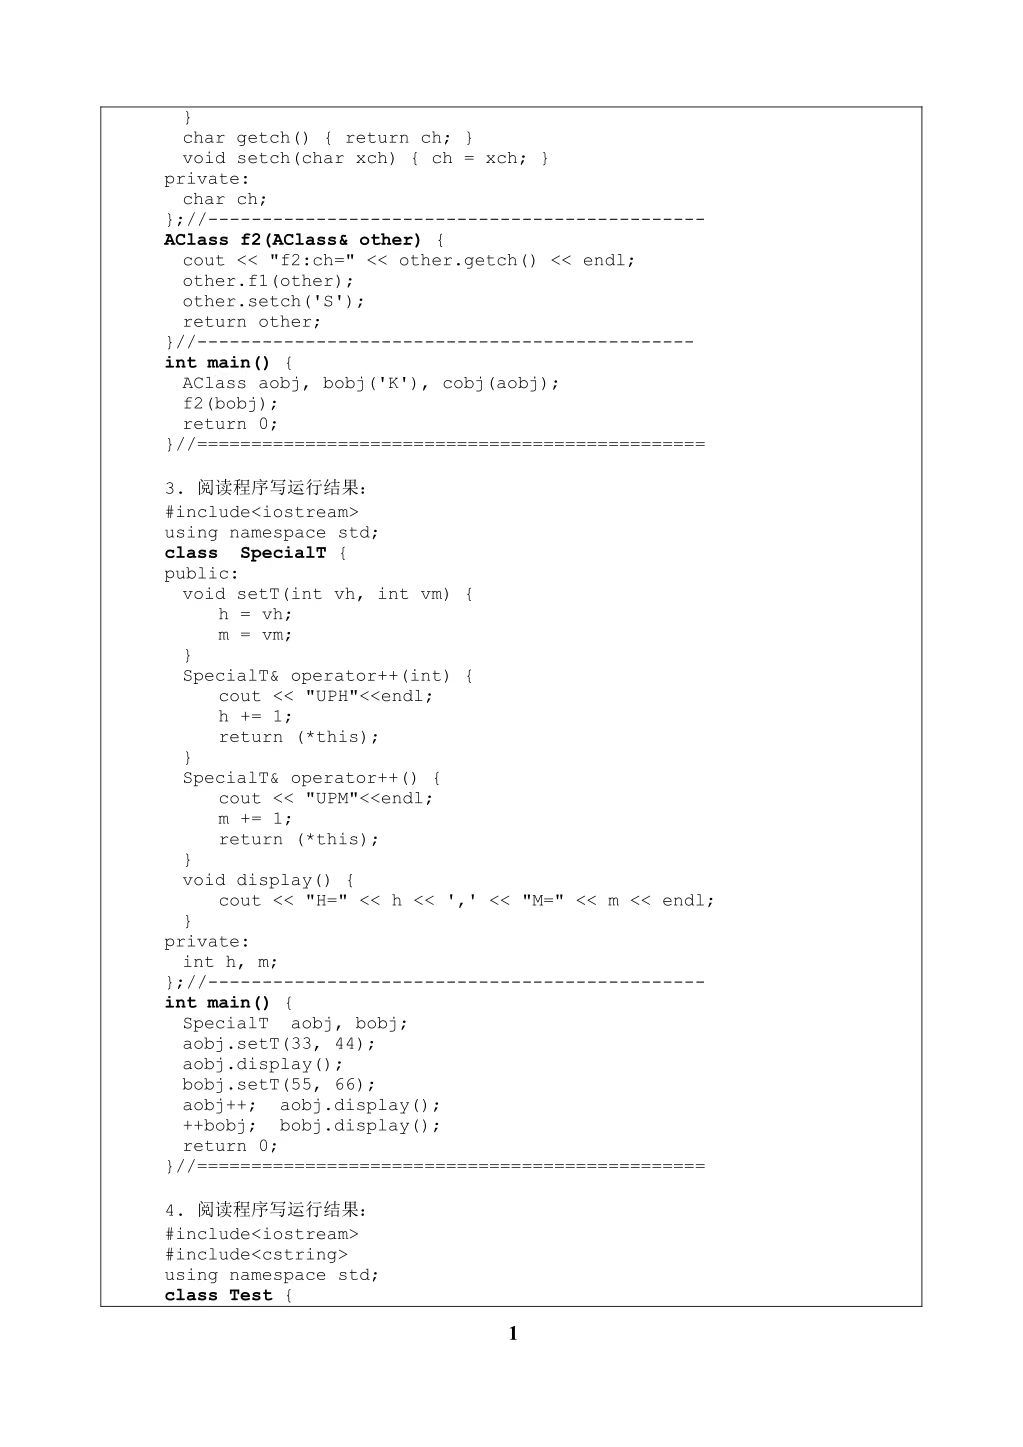 }
char getch() { return ch; }
void setch(char xch) { ch = xch; }
private:
char ch;
};//----------------------------------------------
AClass f2(AClass& other) {
cout << "f2:ch=" << other.getch() << endl;
other.f1(other);
other.setch('S');
return other;
}//----------------------------------------------
int main() {
AClass aobj, bobj('K'), cobj(aobj);
f2(bobj);
return 0;
}//===============================================
3. 阅读程序写运行结果:
#include<iostream>
using namespace std;
class  SpecialT {
public:
void setT(int vh, int vm) {
h = vh;
m = vm;
}
SpecialT& operator++(int) {
cout << "UPH"<<endl;
h += 1;
return (*this);
}
SpecialT& operator++() {
cout << "UPM"<<endl;
m += 1;
return (*this);
}
void display() {
cout << "H=" << h << ',' << "M=" << m << endl;
}
private:
int h, m;
};//----------------------------------------------
int main() {
SpecialT  aobj, bobj;
aobj.setT(33, 44);
aobj.display();
bobj.setT(55, 66);
aobj++;  aobj.display();
++bobj;  bobj.display();
return 0;
}//===============================================
4. 阅读程序写运行结果:
#include<iostream>
#include<cstring>
using namespace std;
class Test {
1